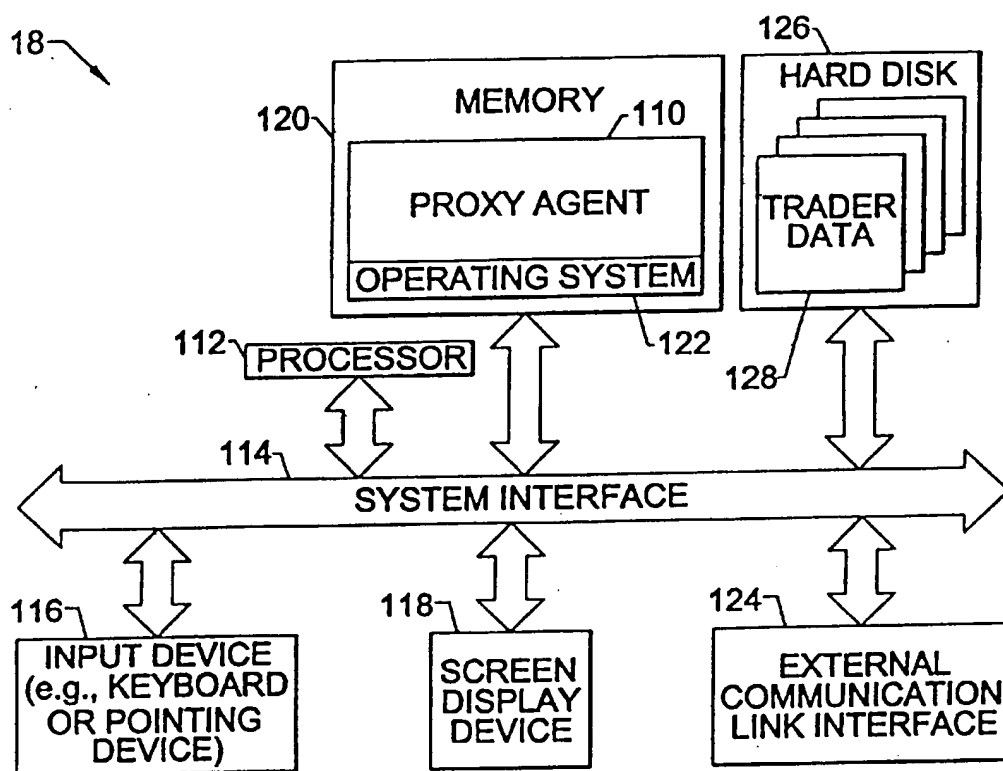 18
126
HARD DISK
MEMORY
120
110
PROXY AGENT
TRADER
DATA
OPERATING SYSTEM
112
PROCESSOR
122
128
114
SYSTEM INTERFACE
116
118
124
INPUT DEVICE
(e.g., KEYBOARD
OR POINTING
DEVICE)
SCREEN
DISPLAY
DEVICE
EXTERNAL
COMMUNICATION
LINK INTERFACE